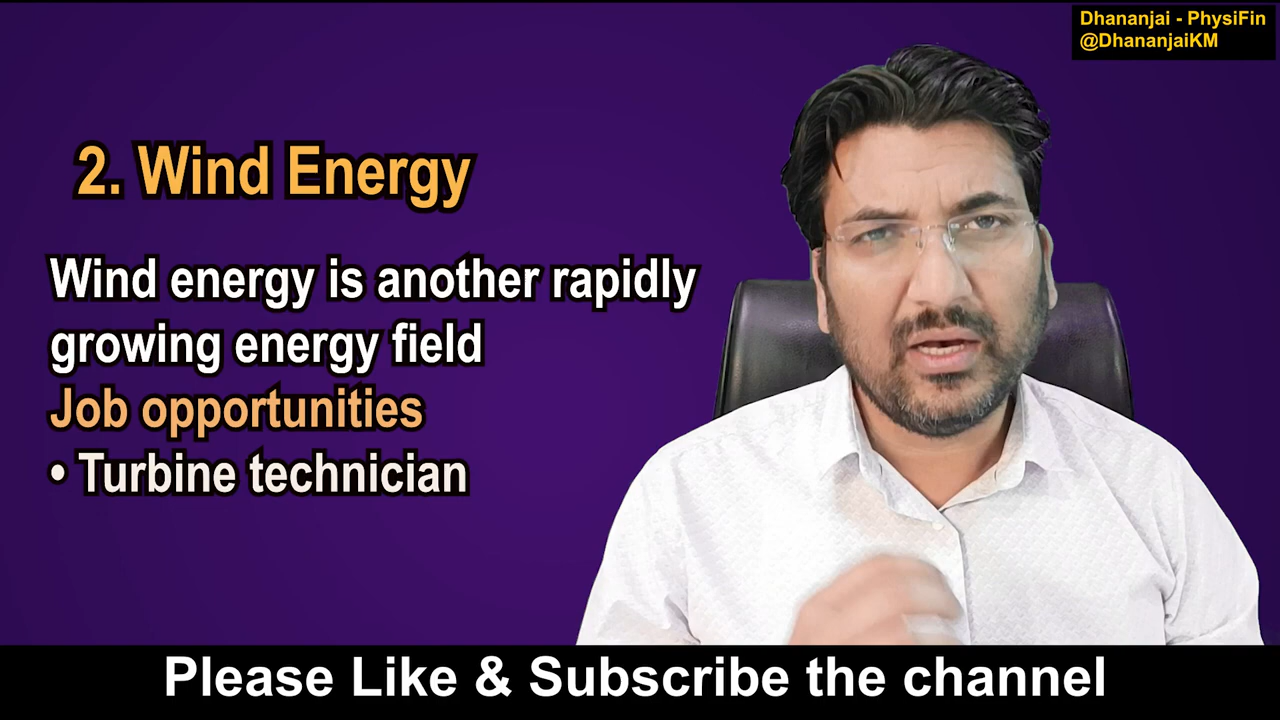 Dhananjai - PhysiFin
@DhananjaiKM
2. Wind Energy
Wind energy is another rapidly
growing energy field
Job opportunities
• Turbine technician
Please Like & Subscribe the channel